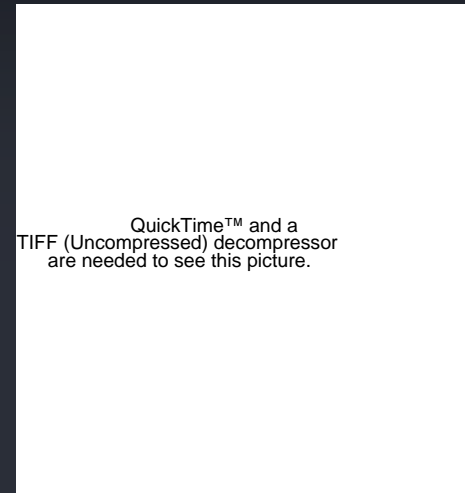 QuickTime™ and a
TIFF (Uncompressed) decompressor
are needed to see this picture.